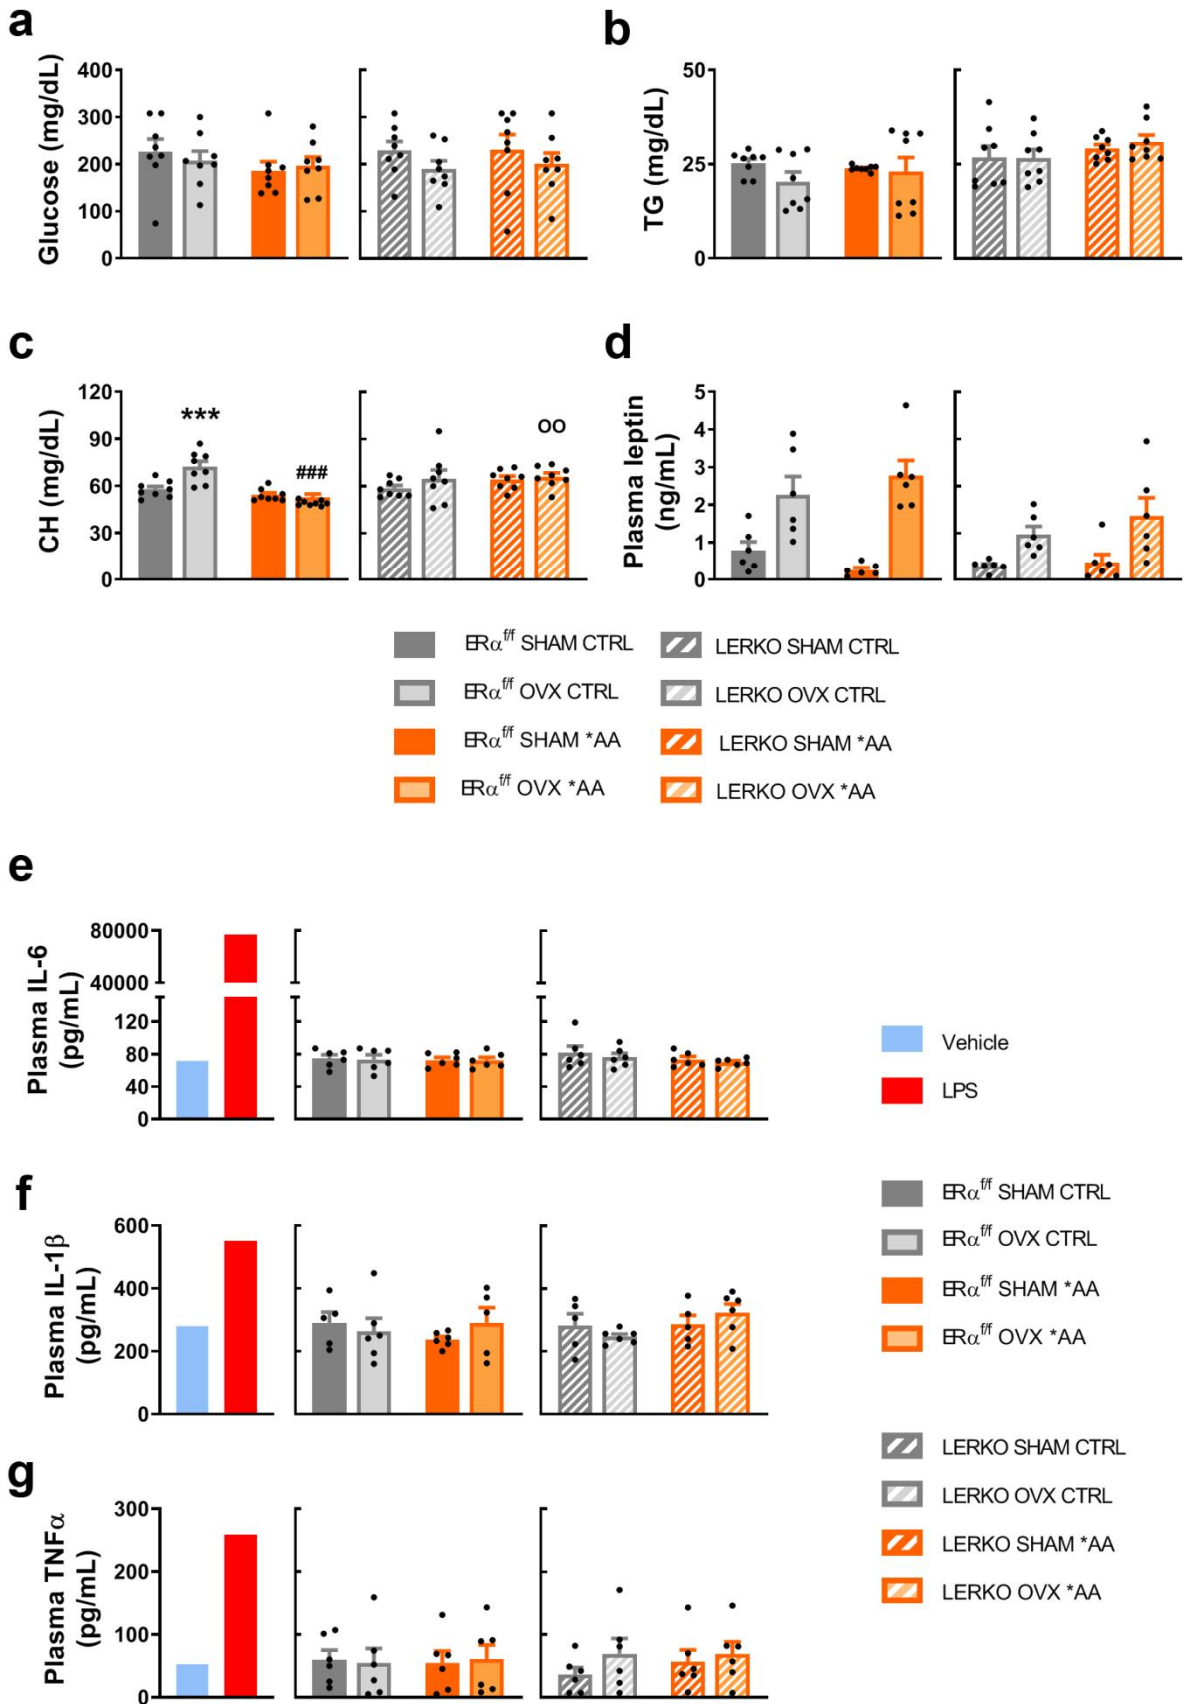 a
Glucose (mg/dL)
400
300
200
100
0
b
TG (mg/dL)
50
25
0
c
CH (mg/dL)
120
90
60
30
0
***
###
oo
d
Plasma leptin
(ng/mL)
5
4
3
2
1
0
ERα^f/f SHAM CTRL
ERα^f/f OVX CTRL
ERα^f/f SHAM *AA
ERα^f/f OVX *AA
LERKO SHAM CTRL
LERKO OVX CTRL
LERKO SHAM *AA
LERKO OVX *AA
e
Plasma IL-6
(pg/mL)
80000
40000
120
80
40
0
Vehicle
LPS
f
Plasma IL-1β
(pg/mL)
600
400
200
0
ERα^f/f SHAM CTRL
ERα^f/f OVX CTRL
ERα^f/f SHAM *AA
ERα^f/f OVX *AA
g
Plasma TNFα
(pg/mL)
300
200
100
0
LERKO SHAM CTRL
LERKO OVX CTRL
LERKO SHAM *AA
LERKO OVX *AA